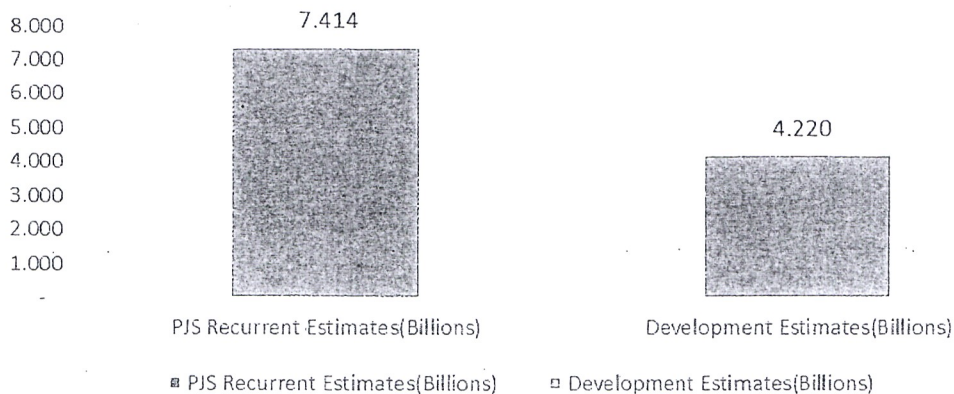 8.000
7.414
7.000
6.000
5.000
4.220
4.000
3.000
2.000
1.000
-
PJS Recurrent Estimates(Billions)
Development Estimates(Billions)
PJS Recurrent Estimates(Billions)
Development Estimates(Billions)